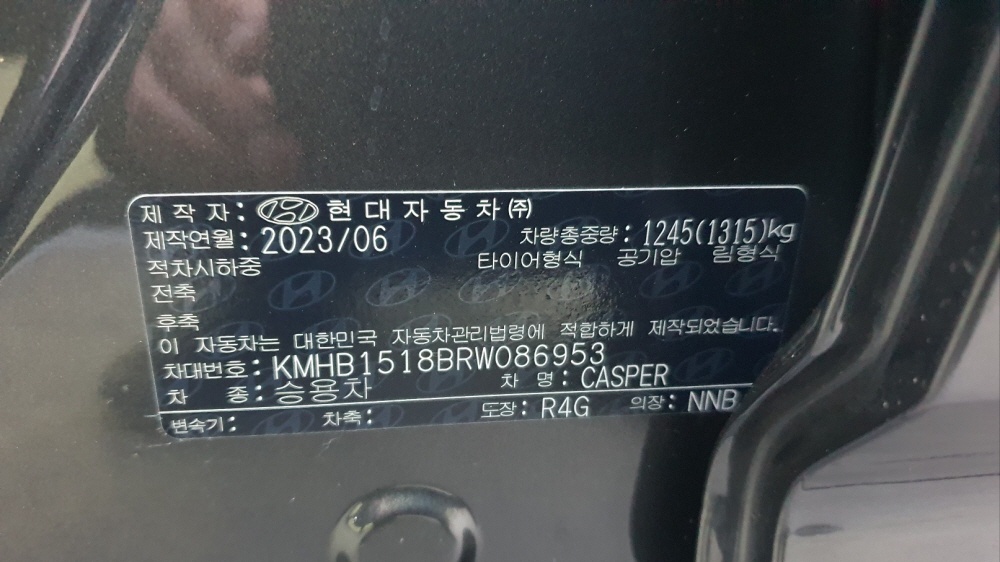 제 작 자 : 현대자동차㈜
제작연월 : 2023/06 차량총중량 : 1245(1315)kg
적차시하중 타이어형식 공기압 림형식
전축
후축
이 자동차는 대한민국 자동차관리법령에 적합하게 제작되었습니다.
차대번호 : KMHB1518BRW086953
차 종 : 승용차 차 명 : CASPER
변속기 : 차축 : 도장 : R4G 의장 : NNB